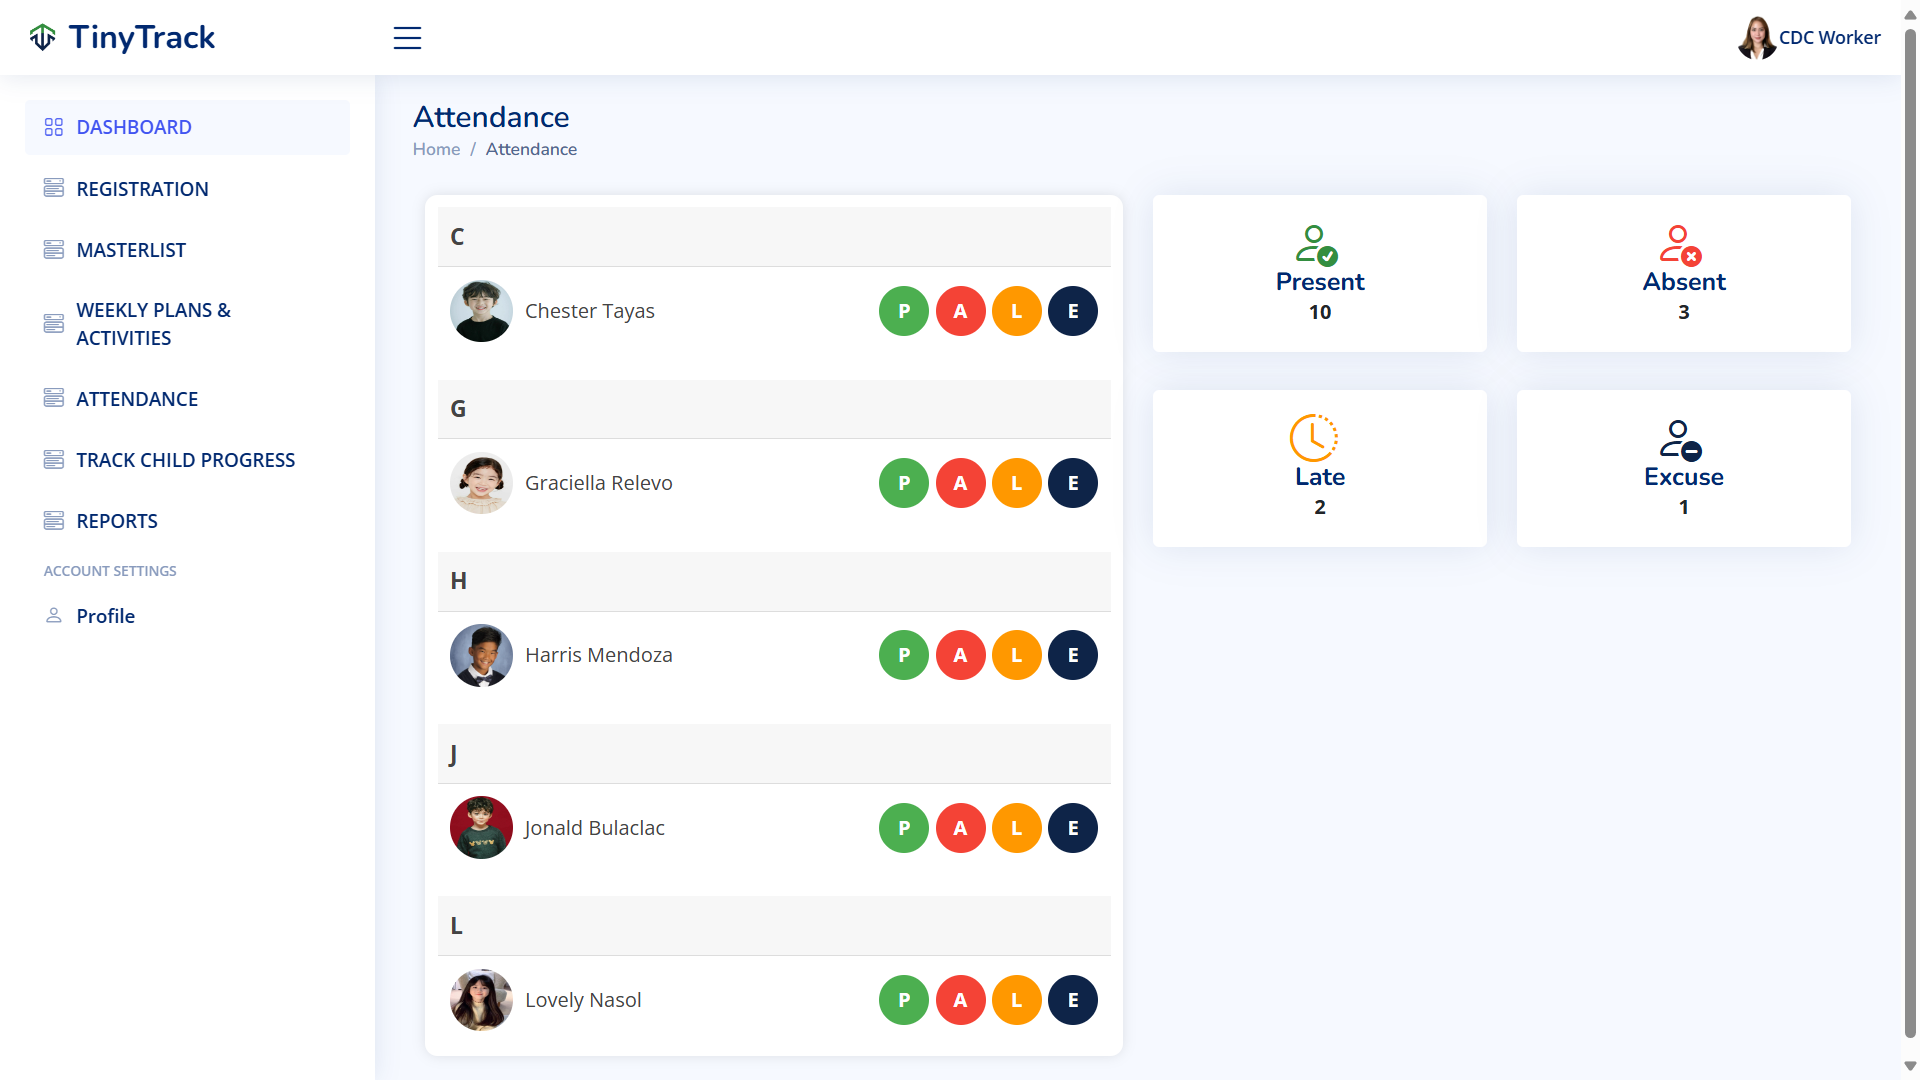 TinyTrack
CDC Worker
DASHBOARD
REGISTRATION
MASTERLIST
WEEKLY PLANS &
ACTIVITIES
ATTENDANCE
TRACK CHILD PROGRESS
REPORTS
ACCOUNT SETTINGS
Profile
Attendance
Home / Attendance
C
Chester Tayas P A L E
G
Graciella Relevo P A L E
H
Harris Mendoza P A L E
J
Jonald Bulaclac P A L E
L
Lovely Nasol P A L E
Present
10
Absent
3
Late
2
Excuse
1